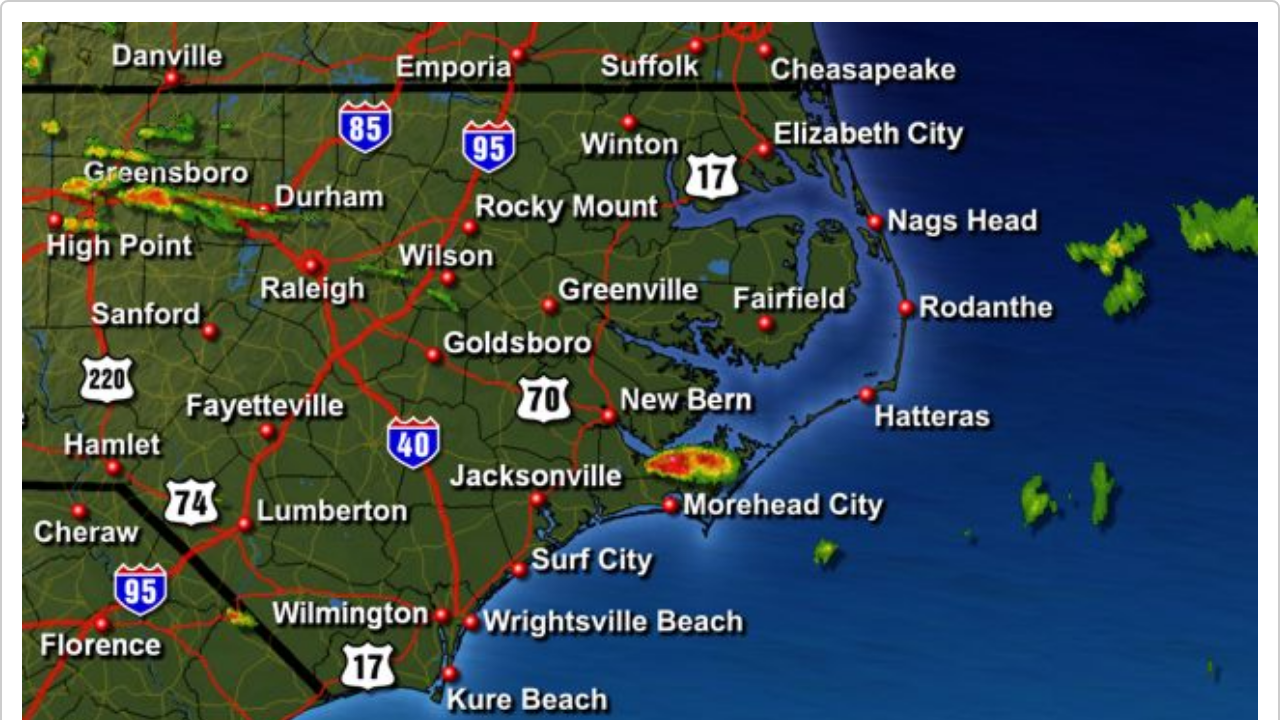 Danville
Emporia
Suffolk
Cheasapeake
85
95
Winton
Elizabeth City
17
Greensboro
Durham
Rocky Mount
Nags Head
High Point
Wilson
Raleigh
Greenville
Fairfield
Rodanthe
Sanford
Goldsboro
220
70
New Bern
Fayetteville
Hatteras
Hamlet
40
Jacksonville
74
Lumberton
Morehead City
Cheraw
Surf City
95
Wilmington
Wrightsville Beach
Florence
17
Kure Beach